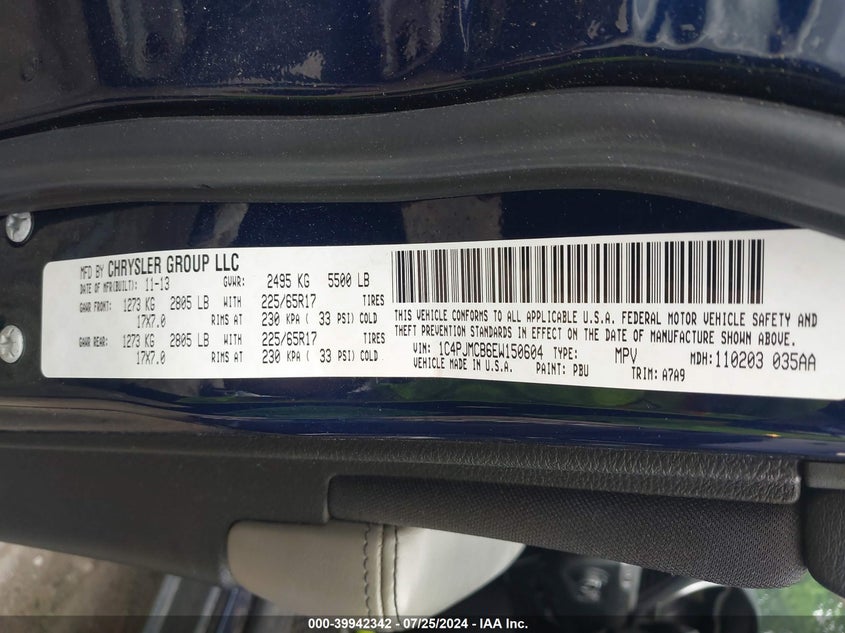 MFD BY CHRYSLER GROUP LLC
DATE OF MFR(BUILT): 11-13 GVWR: 2495 KG 5500 LB
GAWR FRONT: 1273 KG 2805 LB WITH 225/65R17 TIRES
17X7.0 RIMS AT 230 KPA ( 33 PSI) COLD
GAWR REAR: 1273 KG 2805 LB WITH 225/65R17 TIRES
17X7.0 RIMS AT 230 KPA ( 33 PSI) COLD
THIS VEHICLE CONFORMS TO ALL APPLICABLE U.S.A. FEDERAL MOTOR VEHICLE SAFETY AND
THEFT PREVENTION STANDARDS IN EFFECT ON THE DATE OF MANUFACTURE SHOWN ABOVE.
VIN: 1C4PJMCB6EW150604 TYPE: MPV MDH: 110203 035AA
VEHICLE MADE IN U.S.A. PAINT: PBU TRIM: A7A9
000-39942342 - 07/25/2024 - IAA Inc.